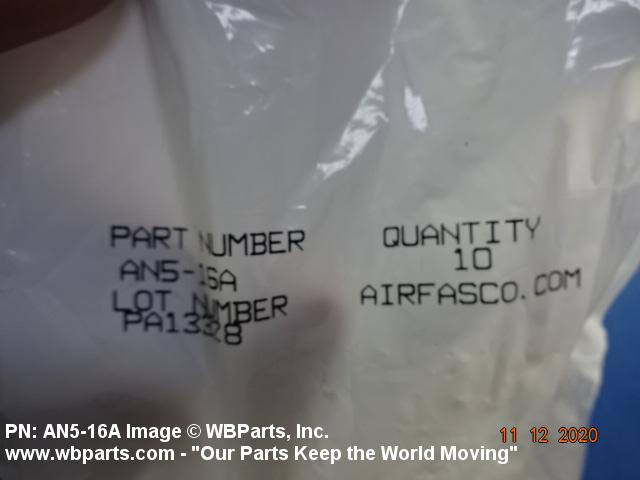 PART NUMBER
AN5-16A
LOT NUMBER
PA13328
QUANTITY
10
AIRFASCO.COM
PN: AN5-16A Image © WBParts, Inc.
www.wbparts.com - "Our Parts Keep the World Moving"
11 12 2020